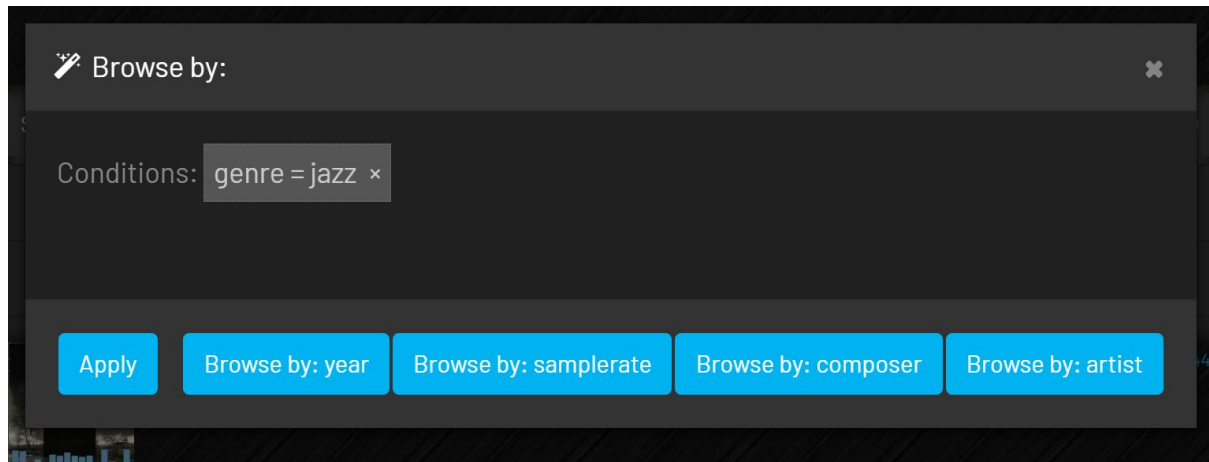 Browse by:
Conditions: genre = jazz ×
Apply Browse by: year Browse by: samplerate Browse by: composer Browse by: artist